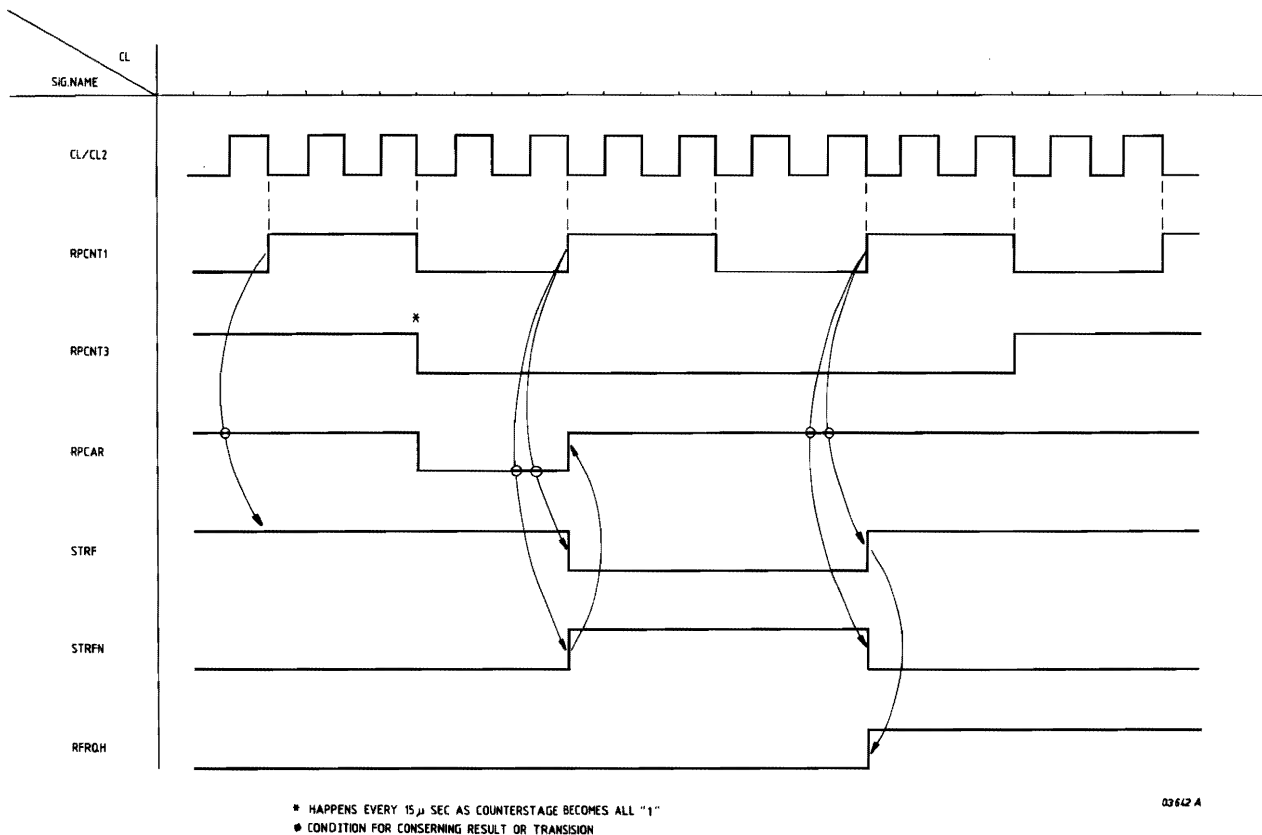 CL
SIG.NAME
CL/CL2
RPCNT1
*
RPCNT3
RPCAR
STRF
STRFN
RFRQH
* HAPPENS EVERY 15 µ SEC AS COUNTERSTAGE BECOMES ALL "1"
03642 A
CONDITION FOR CONSERNING RESULT OR TRANSISION